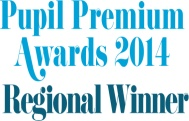 Pupil Premium
Awards 2014
Regional Winner